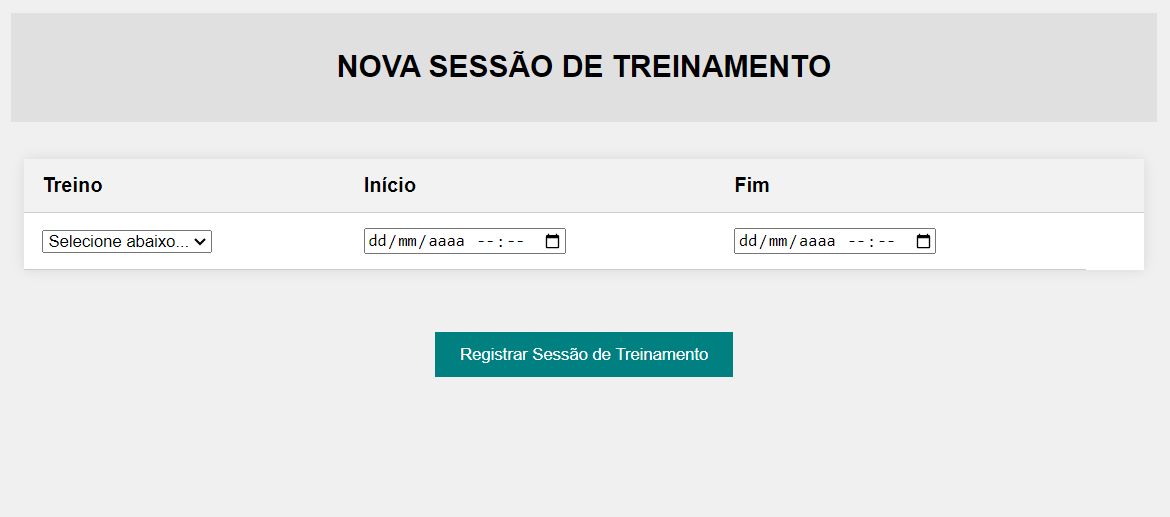 NOVA SESSÃO DE TREINAMENTO
Treino Início Fim
Selecione abaixo... dd/mm/aaaa --:-- dd/mm/aaaa --:--
Registrar Sessão de Treinamento